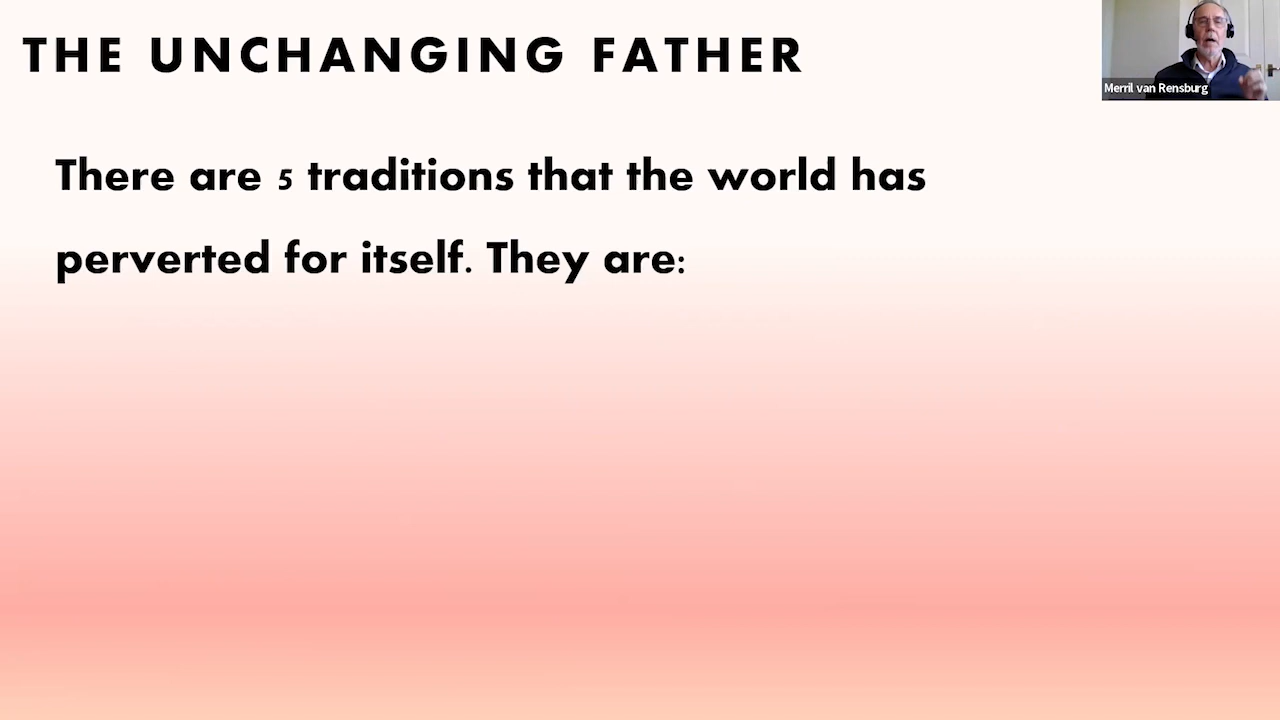 THE UNCHANGING FATHER
Merril van Rensburg
There are 5 traditions that the world has
perverted for itself. They are: